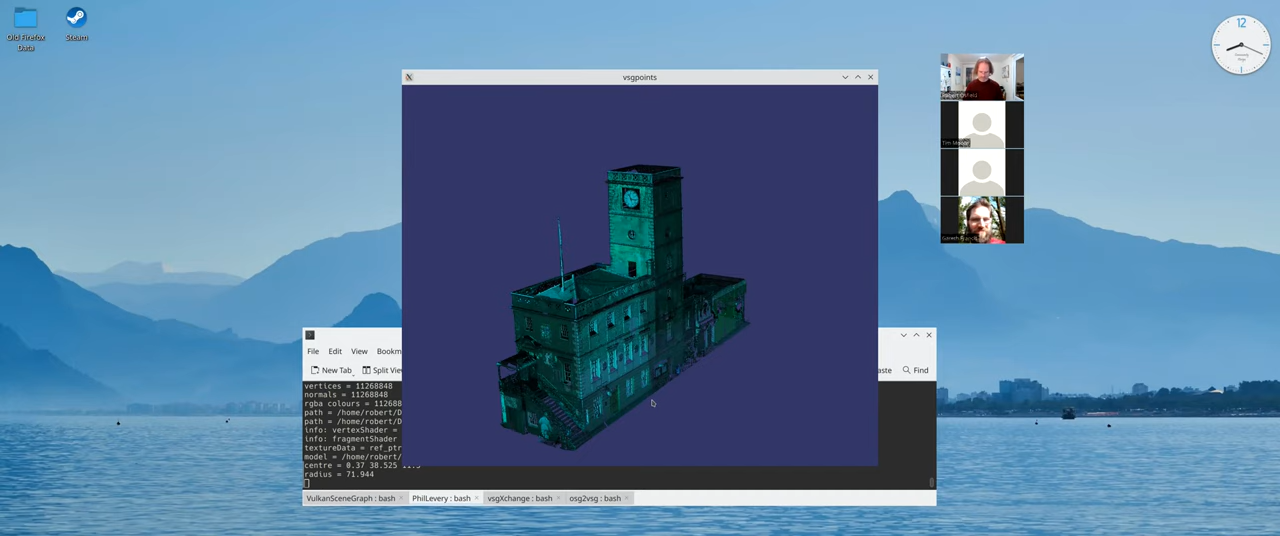 Old Firefox
Data
Steam
12
vsgpoints
Tim Moore
File
Edit
View
New Tab
Find
vertices = 11268848
normals = 11268848
rgba colours = 112688
path = /home/robert/D
path = /home/robert/D
info: vertexShader =
info: fragmentShader
textureData = ref_ptr
model = /home/robert/
centre = 0.37 38.525
radius = 71.944
VulkanSceneGraph : bash
PhilLevery : bash
vsgXchange : bash
osg2vsg : bash